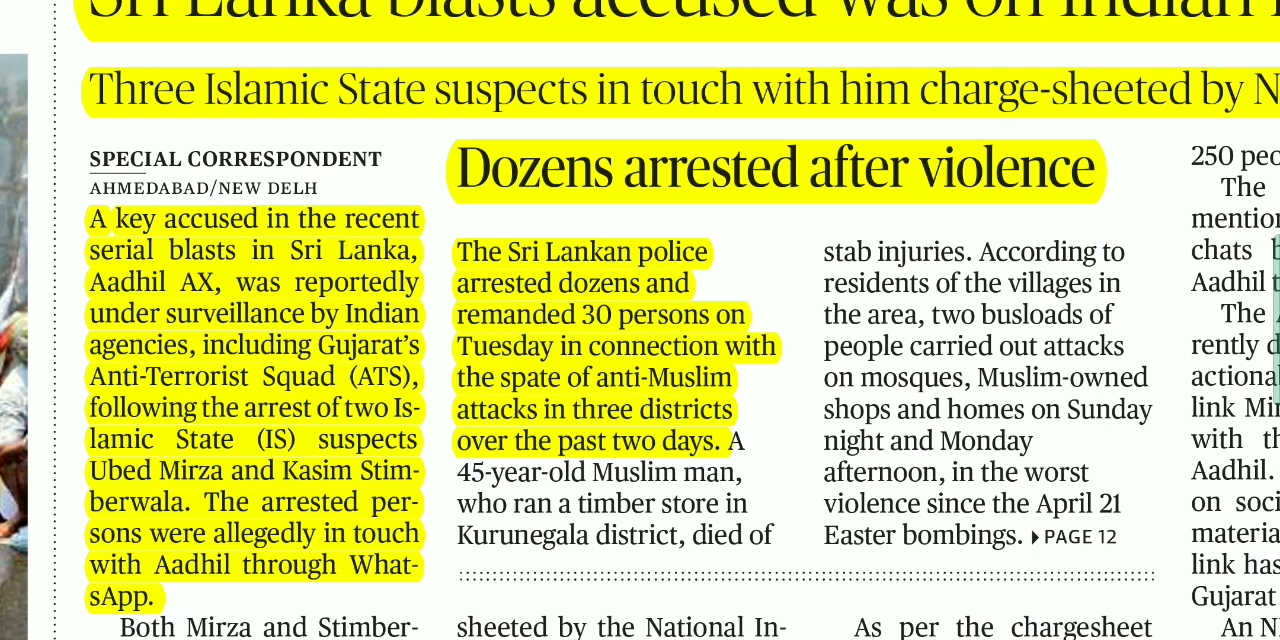 Sri Lanka blasts accused was on Indian
Three Islamic State suspects in touch with him charge-sheeted by
SPECIAL CORRESPONDENT
AHMEDABAD/NEW DELH
A key accused in the recent
serial blasts in Sri Lanka,
Aadhil AX, was reportedly
under surveillance by Indian
agencies, including Gujarat’s
Anti-Terrorist Squad (ATS),
following the arrest of two Is-
lamic State (IS) suspects
Ubed Mirza and Kasim Stim-
berwala. The arrested per-
sons were allegedly in touch
with Aadhil through What-
sApp.
Both Mirza and Stimber-
Dozens arrested after violence
The Sri Lankan police
arrested dozens and
remanded 30 persons on
Tuesday in connection with
the spate of anti-Muslim
attacks in three districts
over the past two days. A
45-year-old Muslim man,
who ran a timber store in
Kurunegala district, died of
stab injuries. According to
residents of the villages in
the area, two busloads of
people carried out attacks
on mosques, Muslim-owned
shops and homes on Sunday
night and Monday
afternoon, in the worst
violence since the April 21
Easter bombings. PAGE 12
sheeted by the National In-
As per the chargesheet
250
The
chats
Aadhil
The
link
with
Aadhil.
on
link has
Gujarat
An